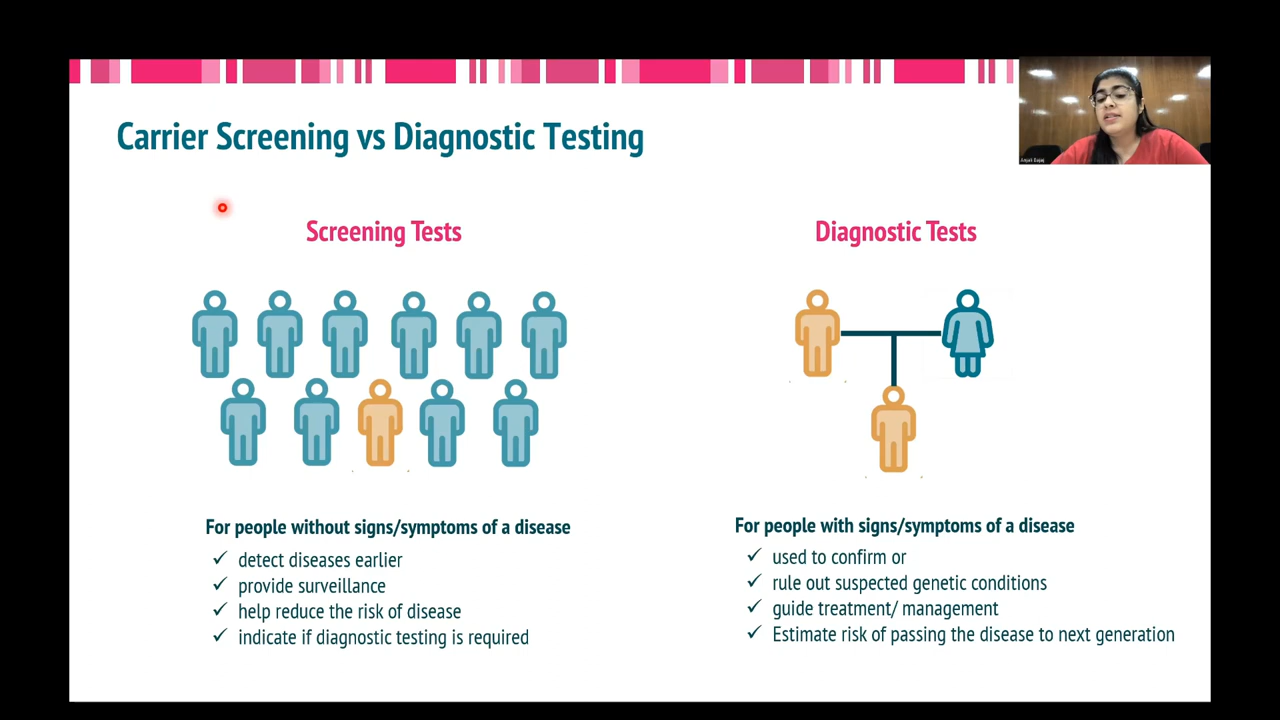 Carrier Screening vs Diagnostic Testing
Anjali Bajaj
Screening Tests
Diagnostic Tests
For people without signs/symptoms of a disease
✓ detect diseases earlier
✓ provide surveillance
✓ help reduce the risk of disease
✓ indicate if diagnostic testing is required
For people with signs/symptoms of a disease
✓ used to confirm or
✓ rule out suspected genetic conditions
✓ guide treatment/ management
✓ Estimate risk of passing the disease to next generation